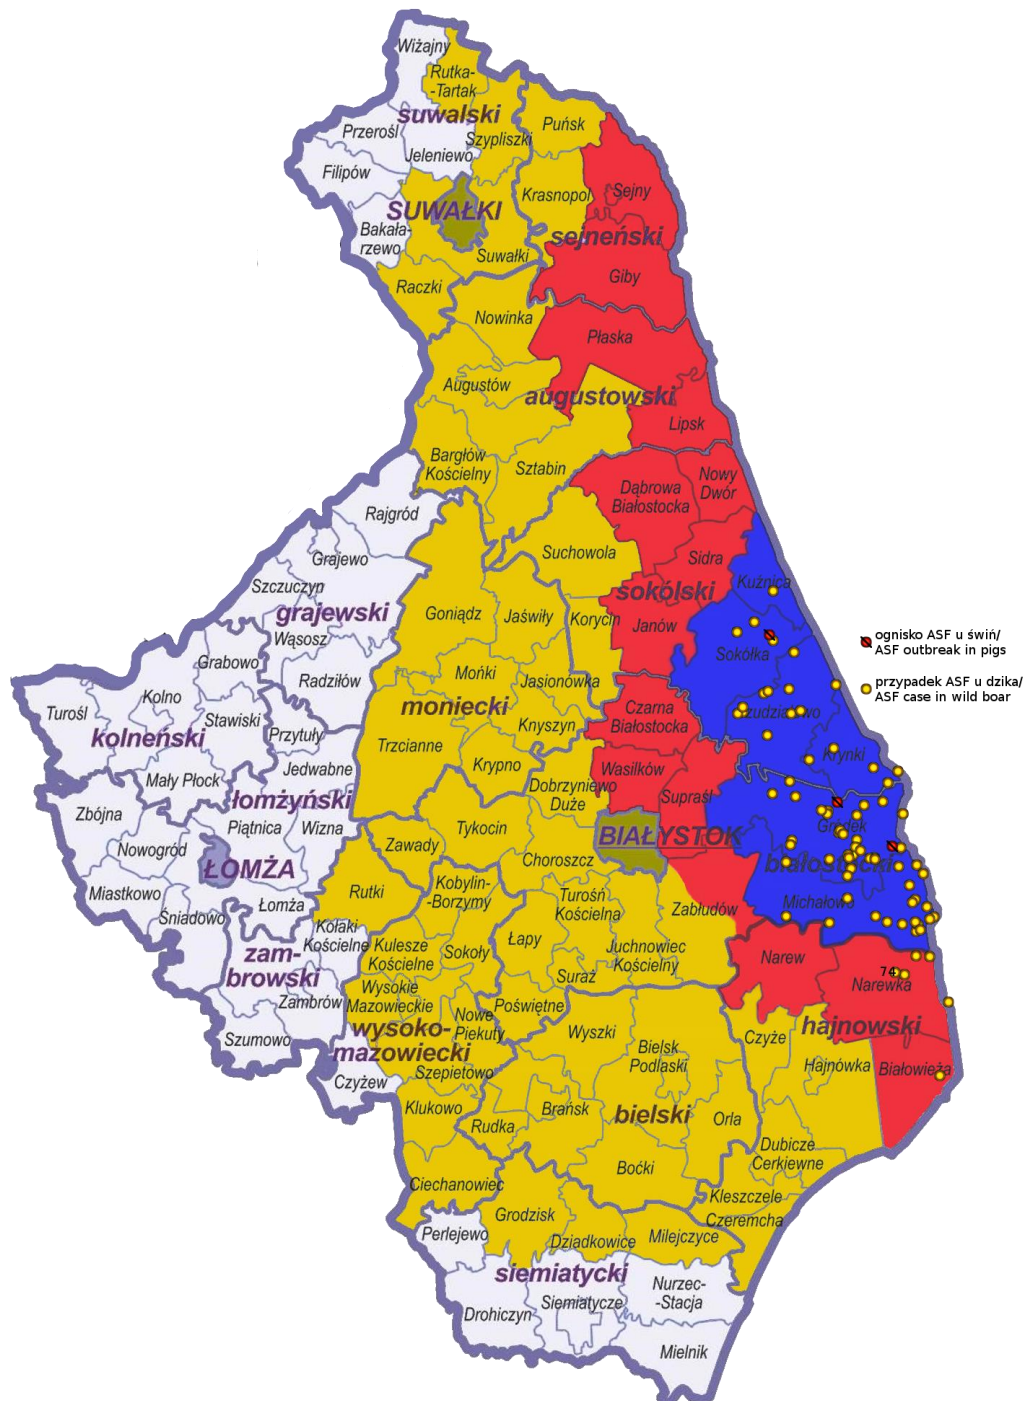 Wiżajny
Rutka-
-Tartak
suwalski
Przerośl
Szypliszki
Jeleniewo
Filipów
Puńsk
Krasnopol
Sejny
SUWAŁKI
Bakała-
rzewo
sejneński
Suwałki
Raczki
Giby
Nowinka
Płaska
Augustów
augustowski
Lipsk
Bargłów
Kościelny
Sztabin
Nowy
Dwór
Dąbrowa
Białostocka
Rajgród
Suchowola
Sidra
Grajewo
Szczuczyn
Kuźnica
sokólski
grajewski
Goniądz
Jaświły
Korycin
Janów
Wąsosz
ognisko ASF u świń/
ASF outbreak in pigs
Sokółka
Grabowo
Radziłów
Mońki
Jasionówka
przypadek ASF u dzika/
ASF case in wild boar
Kolno
Turośl
Stawiski
moniecki
Czarna
Białostocka
Knyszyn
kolneński
Przytuły
Trzcianne
Krynki
Jedwabne
Krypno
Wasilków
Mały Płock
Dobrzyniewo
Duże
Supraśl
łomżyński
Zbójna
Piątnica
Wizna
Tykocin
Gródek
BIAŁYSTOK
Nowogród
Zawady
Choroszcz
białostocki
ŁOMŻA
Miastkowo
Rutki
Kobylin-
-Borzymy
Turośń
Kościelna
Michałowo
Łomża
Śniadowo
Zabłudów
Kołaki
Kościelne
Kulesze
Kościelne
Sokoły
Łapy
Juchnowiec
Kościelny
zam-
browski
Narew
Suraż
74
Narewka
Wysokie
Mazowieckie
Zambrów
Poświętne
Nowe
Piekuty
wysoko-
mazowiecki
Szumowo
Wyszki
hajnowski
Czyże
Bielsk
Podlaski
Hajnówka
Białowieża
Szepietowo
Czyżew
Klukowo
Brańsk
bielski
Orla
Rudka
Dubicze
Cerkiewne
Boćki
Ciechanowiec
Kleszczele
Grodzisk
Czeremcha
Perlejewo
Dziadkowice
Milejczyce
siemiatycki
Nurzec-
-Stacja
Siemiatycze
Drohiczyn
Mielnik